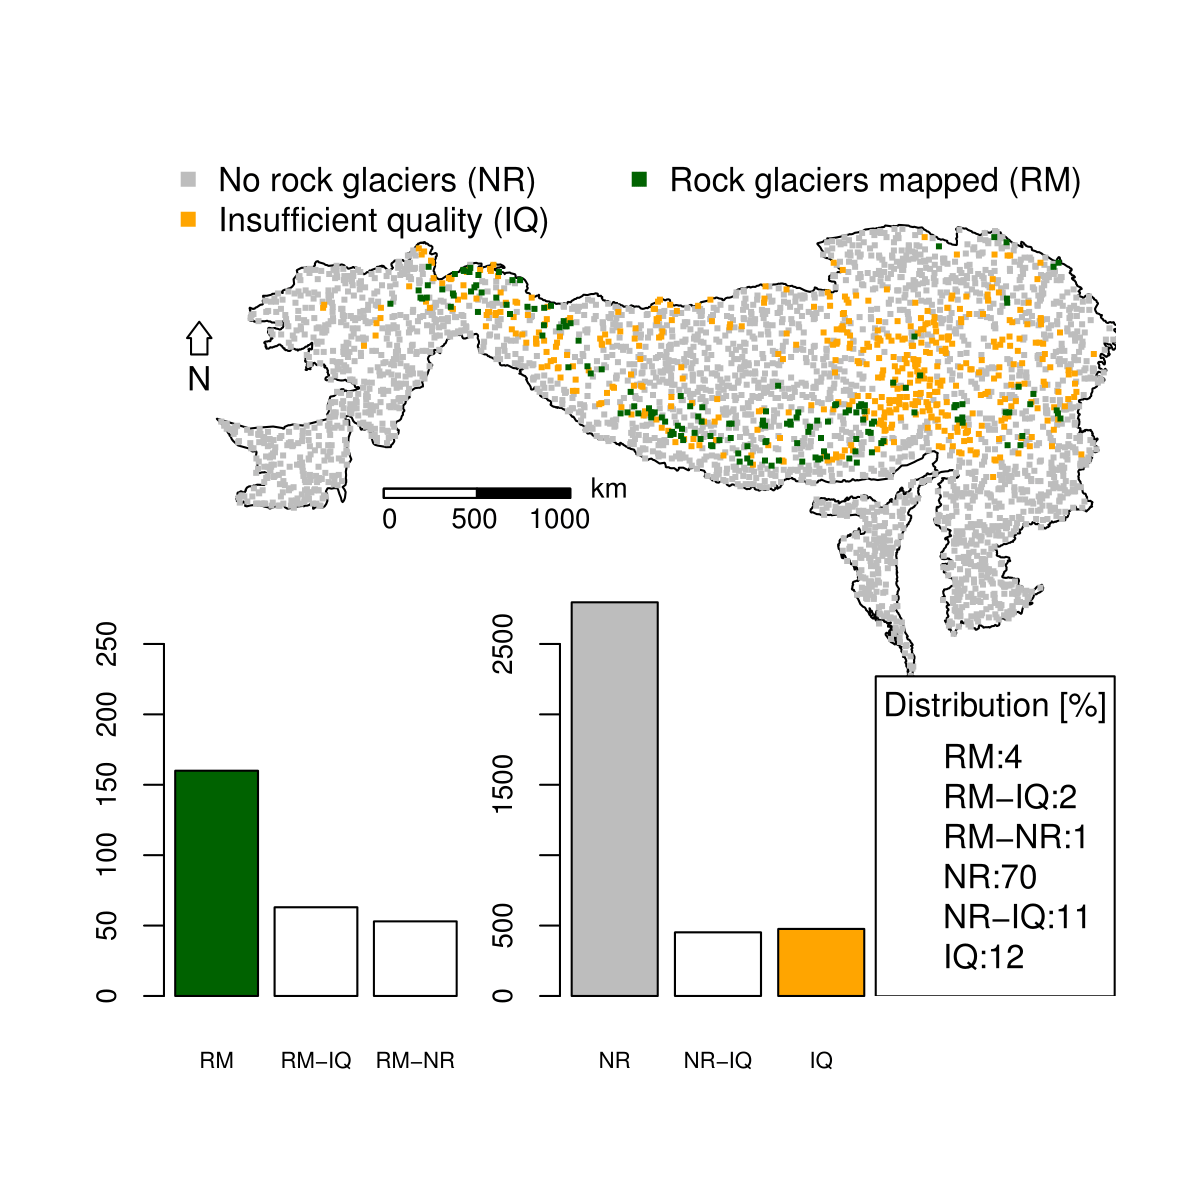 No rock glaciers (NR)
Rock glaciers mapped (RM)
Insufficient quality (IQ)
N
km
0 500 1000
250
200
150
100
50
0
2500
1500
500
0
RM
RM−IQ
RM−NR
NR
NR−IQ
IQ
Distribution [%]
RM:4
RM−IQ:2
RM−NR:1
NR:70
NR−IQ:11
IQ:12